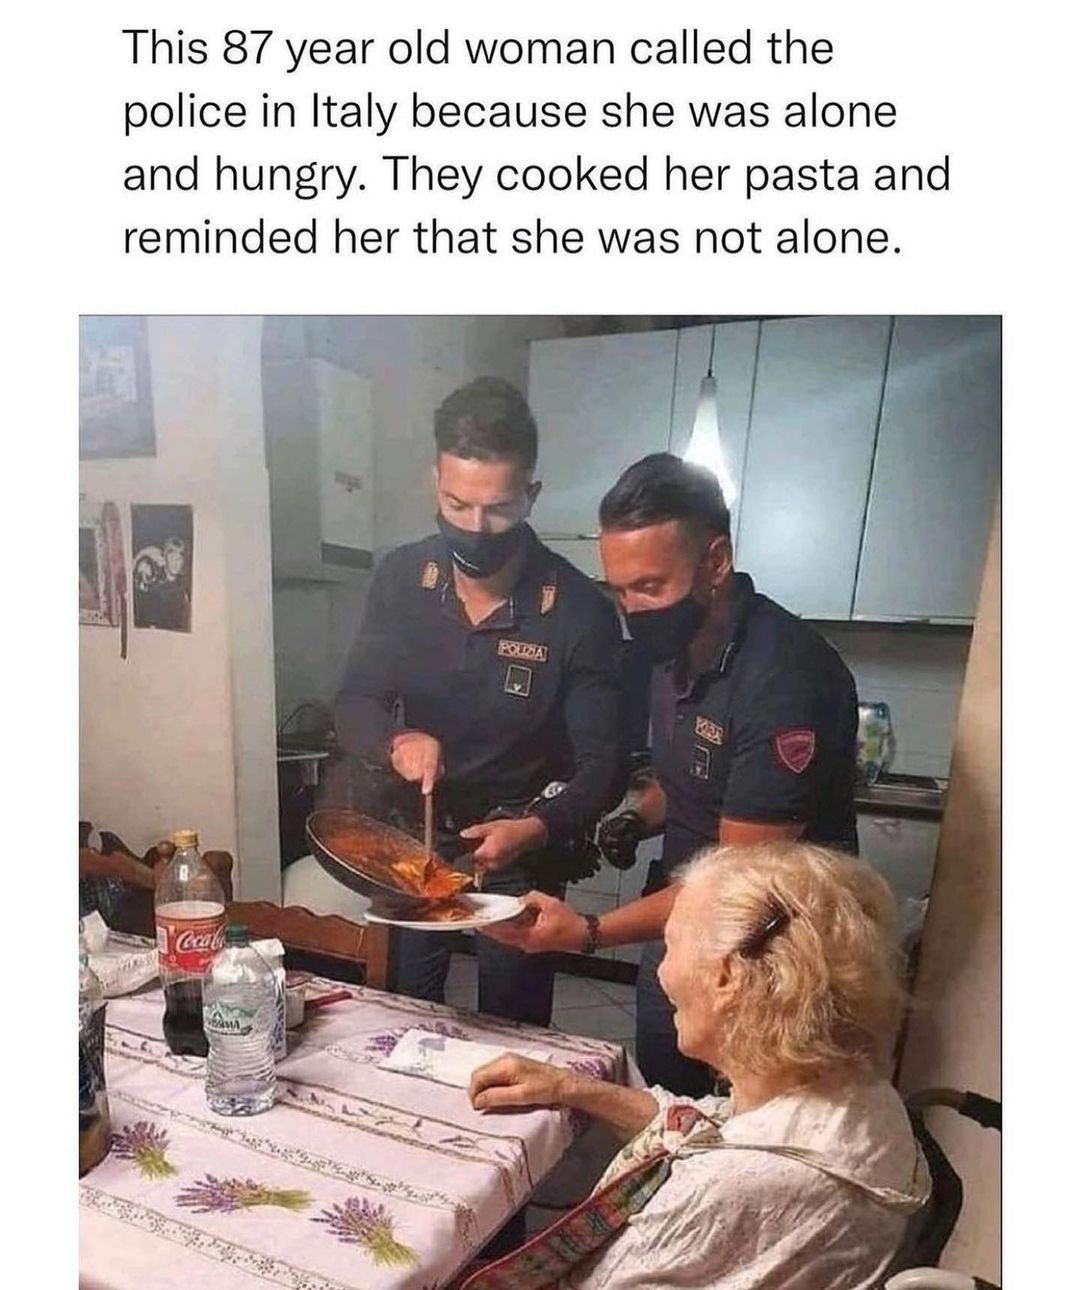 This 87 year old woman called the
police in Italy because she was alone
and hungry. They cooked her pasta and
reminded her that she was not alone.
POLIZIA